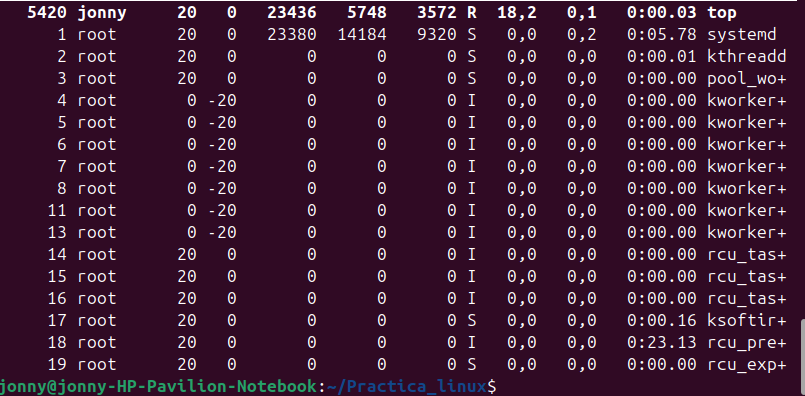 5420 jonny 20 0 23436 5748 3572 R 18,2 0,1 0:00.03 top
1 root 20 0 23380 14184 9320 S 0,0 0,2 0:05.78 systemd
2 root 20 0 0 0 0 S 0,0 0,0 0:00.01 kthreadd
3 root 20 0 0 0 0 S 0,0 0,0 0:00.00 pool_wo+
4 root 0 -20 0 0 0 I 0,0 0,0 0:00.00 kworker+
5 root 0 -20 0 0 0 I 0,0 0,0 0:00.00 kworker+
6 root 0 -20 0 0 0 I 0,0 0,0 0:00.00 kworker+
7 root 0 -20 0 0 0 I 0,0 0,0 0:00.00 kworker+
8 root 0 -20 0 0 0 I 0,0 0,0 0:00.00 kworker+
11 root 0 -20 0 0 0 I 0,0 0,0 0:00.00 kworker+
13 root 0 -20 0 0 0 I 0,0 0,0 0:00.00 kworker+
14 root 20 0 0 0 0 I 0,0 0,0 0:00.00 rcu_tas+
15 root 20 0 0 0 0 I 0,0 0,0 0:00.00 rcu_tas+
16 root 20 0 0 0 0 I 0,0 0,0 0:00.00 rcu_tas+
17 root 20 0 0 0 0 S 0,0 0,0 0:00.16 ksoftir+
18 root 20 0 0 0 0 I 0,0 0,0 0:23.13 rcu_pre+
19 root 20 0 0 0 0 S 0,0 0,0 0:00.00 rcu_exp+
jonny@jonny-HP-Pavilion-Notebook:~/Practica_linux$